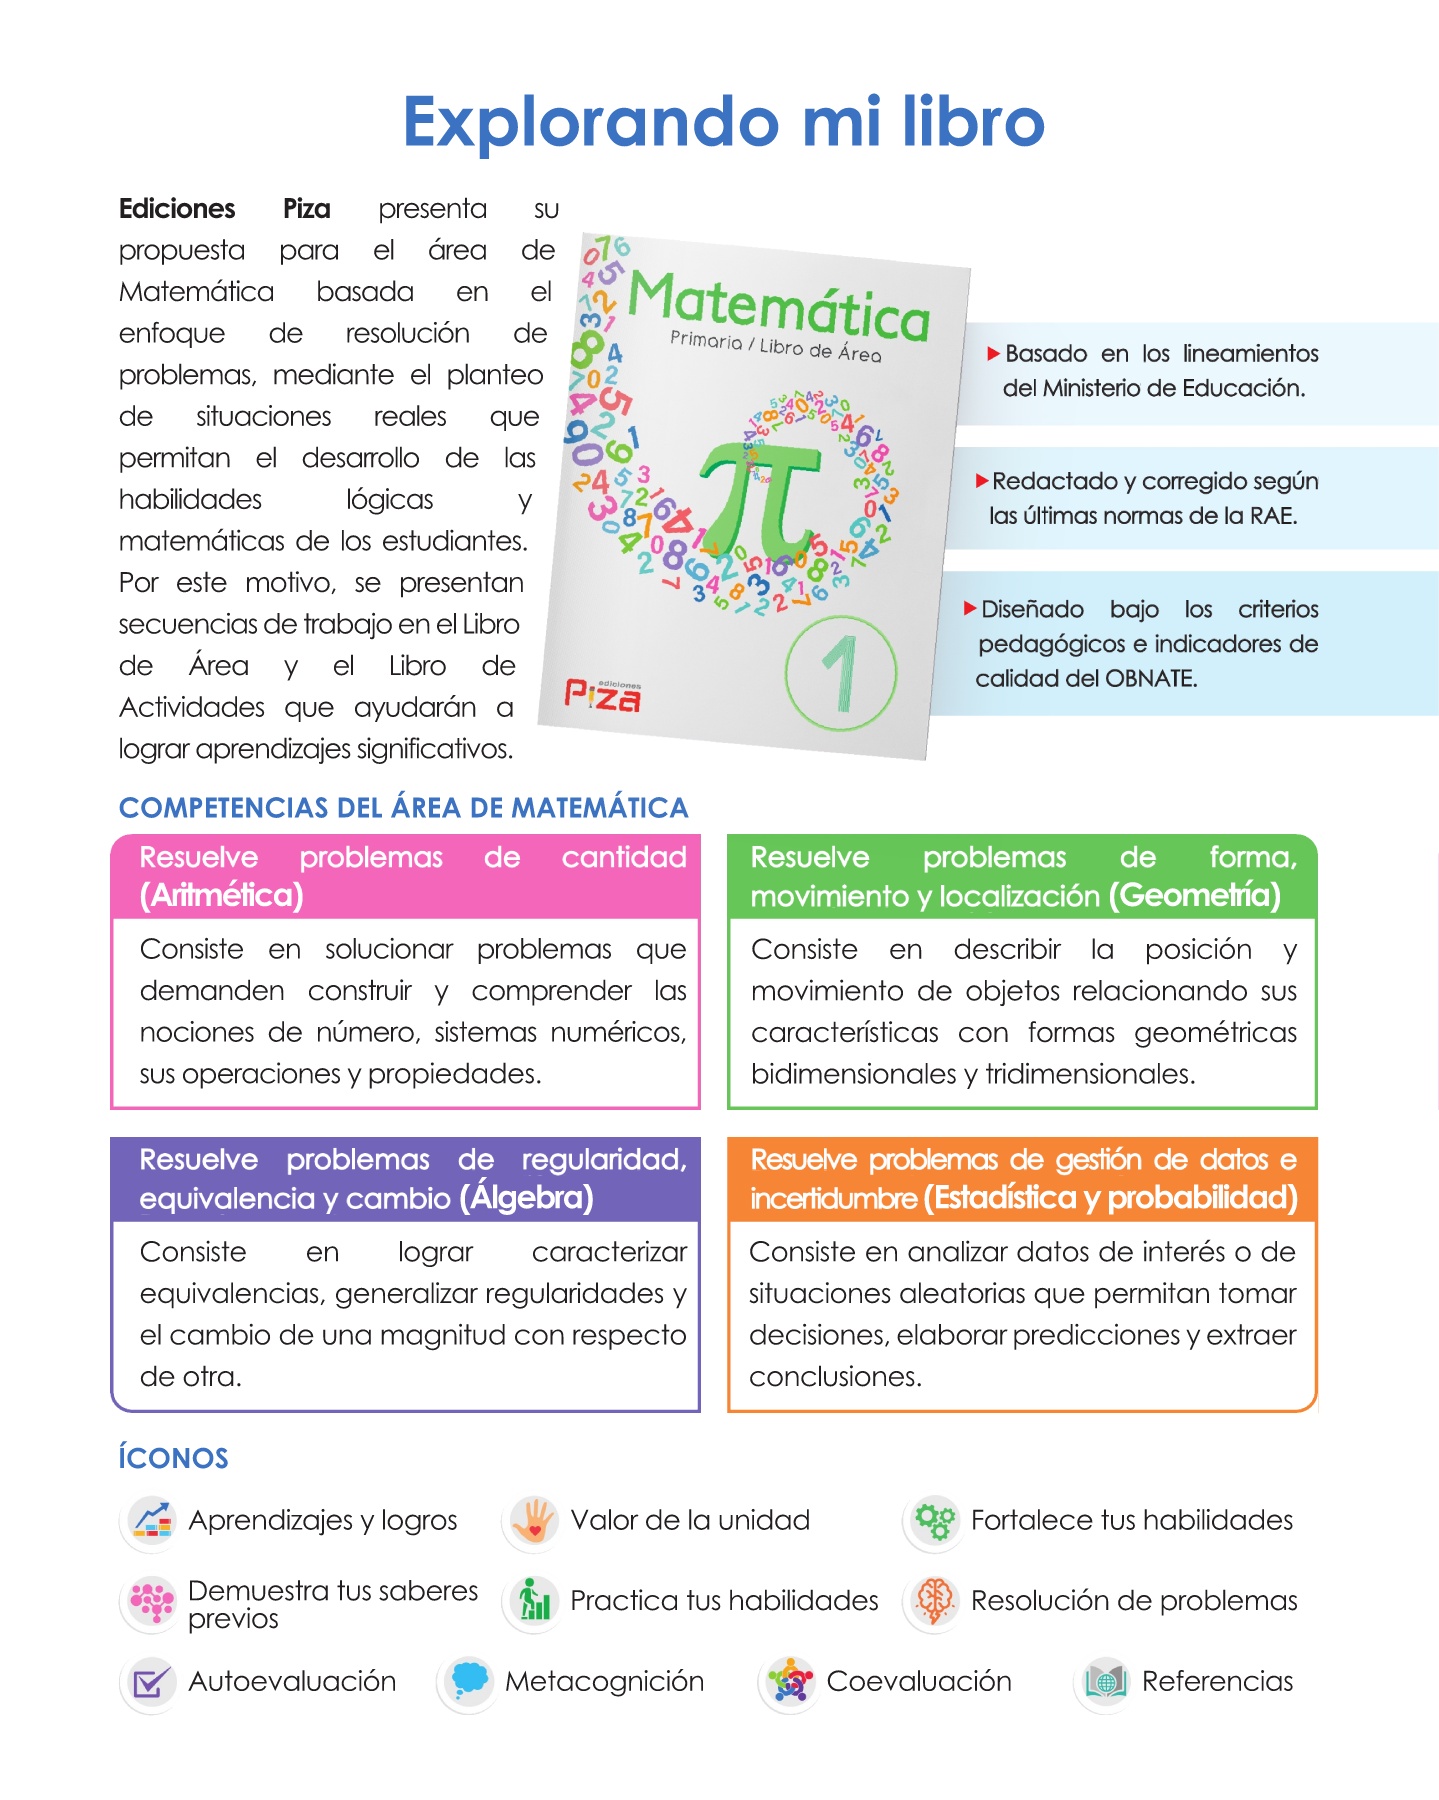 Explorando mi libro
Ediciones Piza presenta su
propuesta para el área de
Matemática basada en el
enfoque de resolución de
problemas, mediante el planteo
de situaciones reales que
permitan el desarrollo de las
habilidades lógicas y
matemáticas de los estudiantes.
Por este motivo, se presentan
secuencias de trabajo en el Libro
de Área y el Libro de
Actividades que ayudarán a
lograr aprendizajes significativos.
Matemática
Primaria / Libro de Área
π
1
ediciones
Piza
Basado en los lineamientos
del Ministerio de Educación.
Redactado y corregido según
las últimas normas de la RAE.
Diseñado bajo los criterios
pedagógicos e indicadores de
calidad del OBNATE.
COMPETENCIAS DEL ÁREA DE MATEMÁTICA
Resuelve problemas de cantidad
(Aritmética)
Consiste en solucionar problemas que
demanden construir y comprender las
nociones de número, sistemas numéricos,
sus operaciones y propiedades.
Resuelve problemas de forma,
movimiento y localización (Geometría)
Consiste en describir la posición y
movimiento de objetos relacionando sus
características con formas geométricas
bidimensionales y tridimensionales.
Resuelve problemas de regularidad,
equivalencia y cambio (Álgebra)
Consiste en lograr caracterizar
equivalencias, generalizar regularidades y
el cambio de una magnitud con respecto
de otra.
Resuelve problemas de gestión de datos e
incertidumbre (Estadística y probabilidad)
Consiste en analizar datos de interés o de
situaciones aleatorias que permitan tomar
decisiones, elaborar predicciones y extraer
conclusiones.
ÍCONOS
Aprendizajes y logros
Valor de la unidad
Fortalece tus habilidades
Demuestra tus saberes
previos
Practica tus habilidades
Resolución de problemas
Autoevaluación
Metacognición
Coevaluación
Referencias